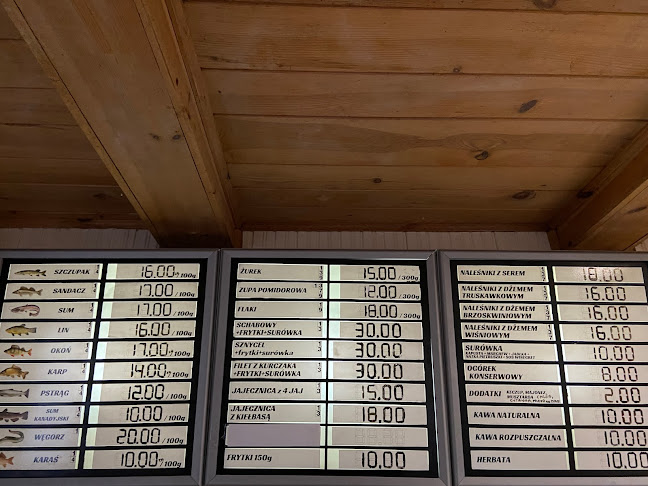 SZCZUPAK 16.00 /100g
SANDACZ 17.00 /100g
SUM 17.00 /100g
LIN 16.00 /100g
OKOŃ 17.00 /100g
KARP 14.00 /100g
PSTRĄG 12.00 /100g
SUM
KANADYJSKI 10.00 /100g
WĘGORZ 20.00 /100g
KARAŚ 10.00 /100g
ŻUREK 15.00 /300g
ZUPA POMIDOROWA 12.00 /300g
FLAKI 18.00 /300g
SCHABOWY
+FRYTKI+SURÓWKA 30.00
SZNYCEL
+frytki+surówka 30.00
FILET Z KURCZAKA
+FRYTKI+SURÓWKA 30.00
JAJECZNICA z 4 JAJ 15.00
JAJECZNICA
Z KIEŁBASĄ 18.00
FRYTKI 150g 10.00
NALEŚNIKI Z SEREM 18.00
NALEŚNIKI Z DŻEMEM
TRUSKAWKOWYM 16.00
NALEŚNIKI Z DŻEMEM
BRZOSKWINIOWYM 16.00
NALEŚNIKI Z DŻEMEM
WIŚNIOWYM 16.00
SURÓWKA 10.00
OGÓREK
KONSERWOWY 8.00
DODATKI KECZUP, MAJONEZ,
MUSZTARDA 2.00
KAWA NATURALNA 10.00
KAWA ROZPUSZCZALNA 10.00
HERBATA 10.00